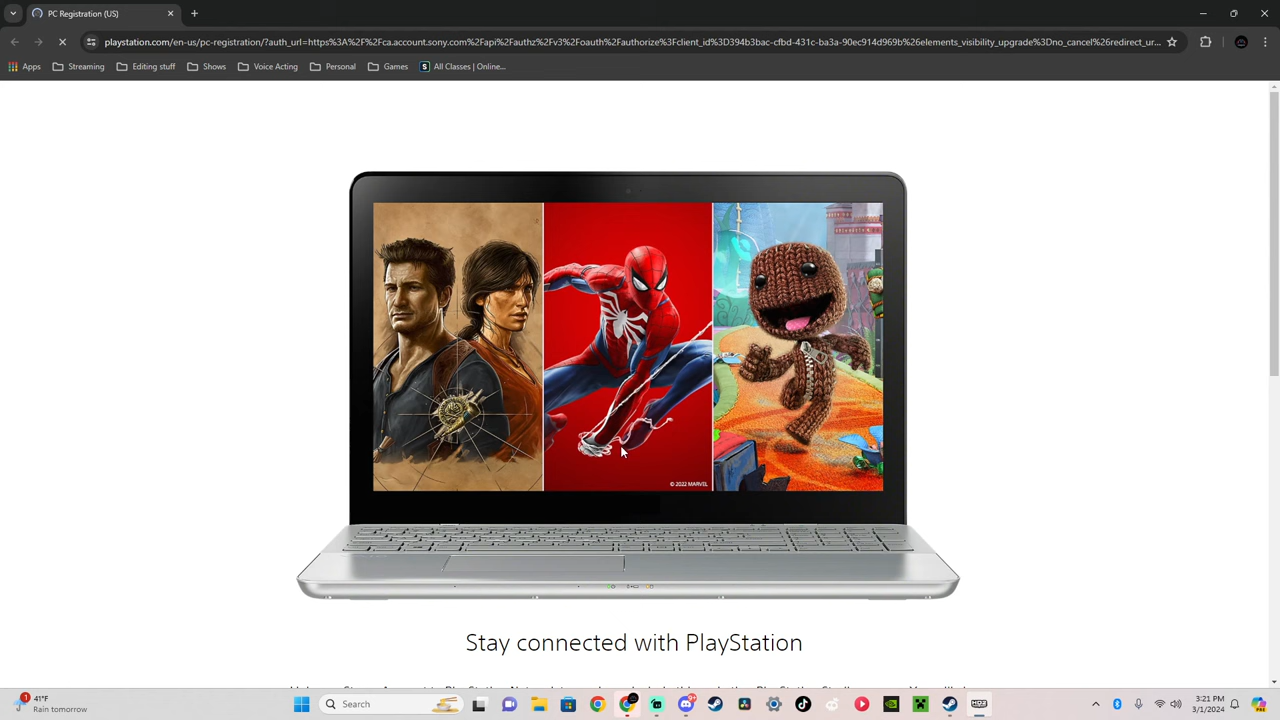 PC Registration (US)
playstation.com/en-us/pc-registration/?auth_url=https%3A%2F%2Fca.account.sony.com%2Fapi%2Fauthz%2Fv3%2Foauth%2Fauthorize%3Fclient_id%3D394b3bac-cfbd-431c-ba3a-90ec914d969b%26elements_visibility_upgrade%3Dno_cancel%26redirect_ur...
Apps Streaming Editing stuff Shows Voice Acting Personal Games S All Classes | Online...
© 2022 MARVEL
Stay connected with PlayStation
1
41°F
Rain tomorrow
Search
9+
3:21 PM
3/1/2024